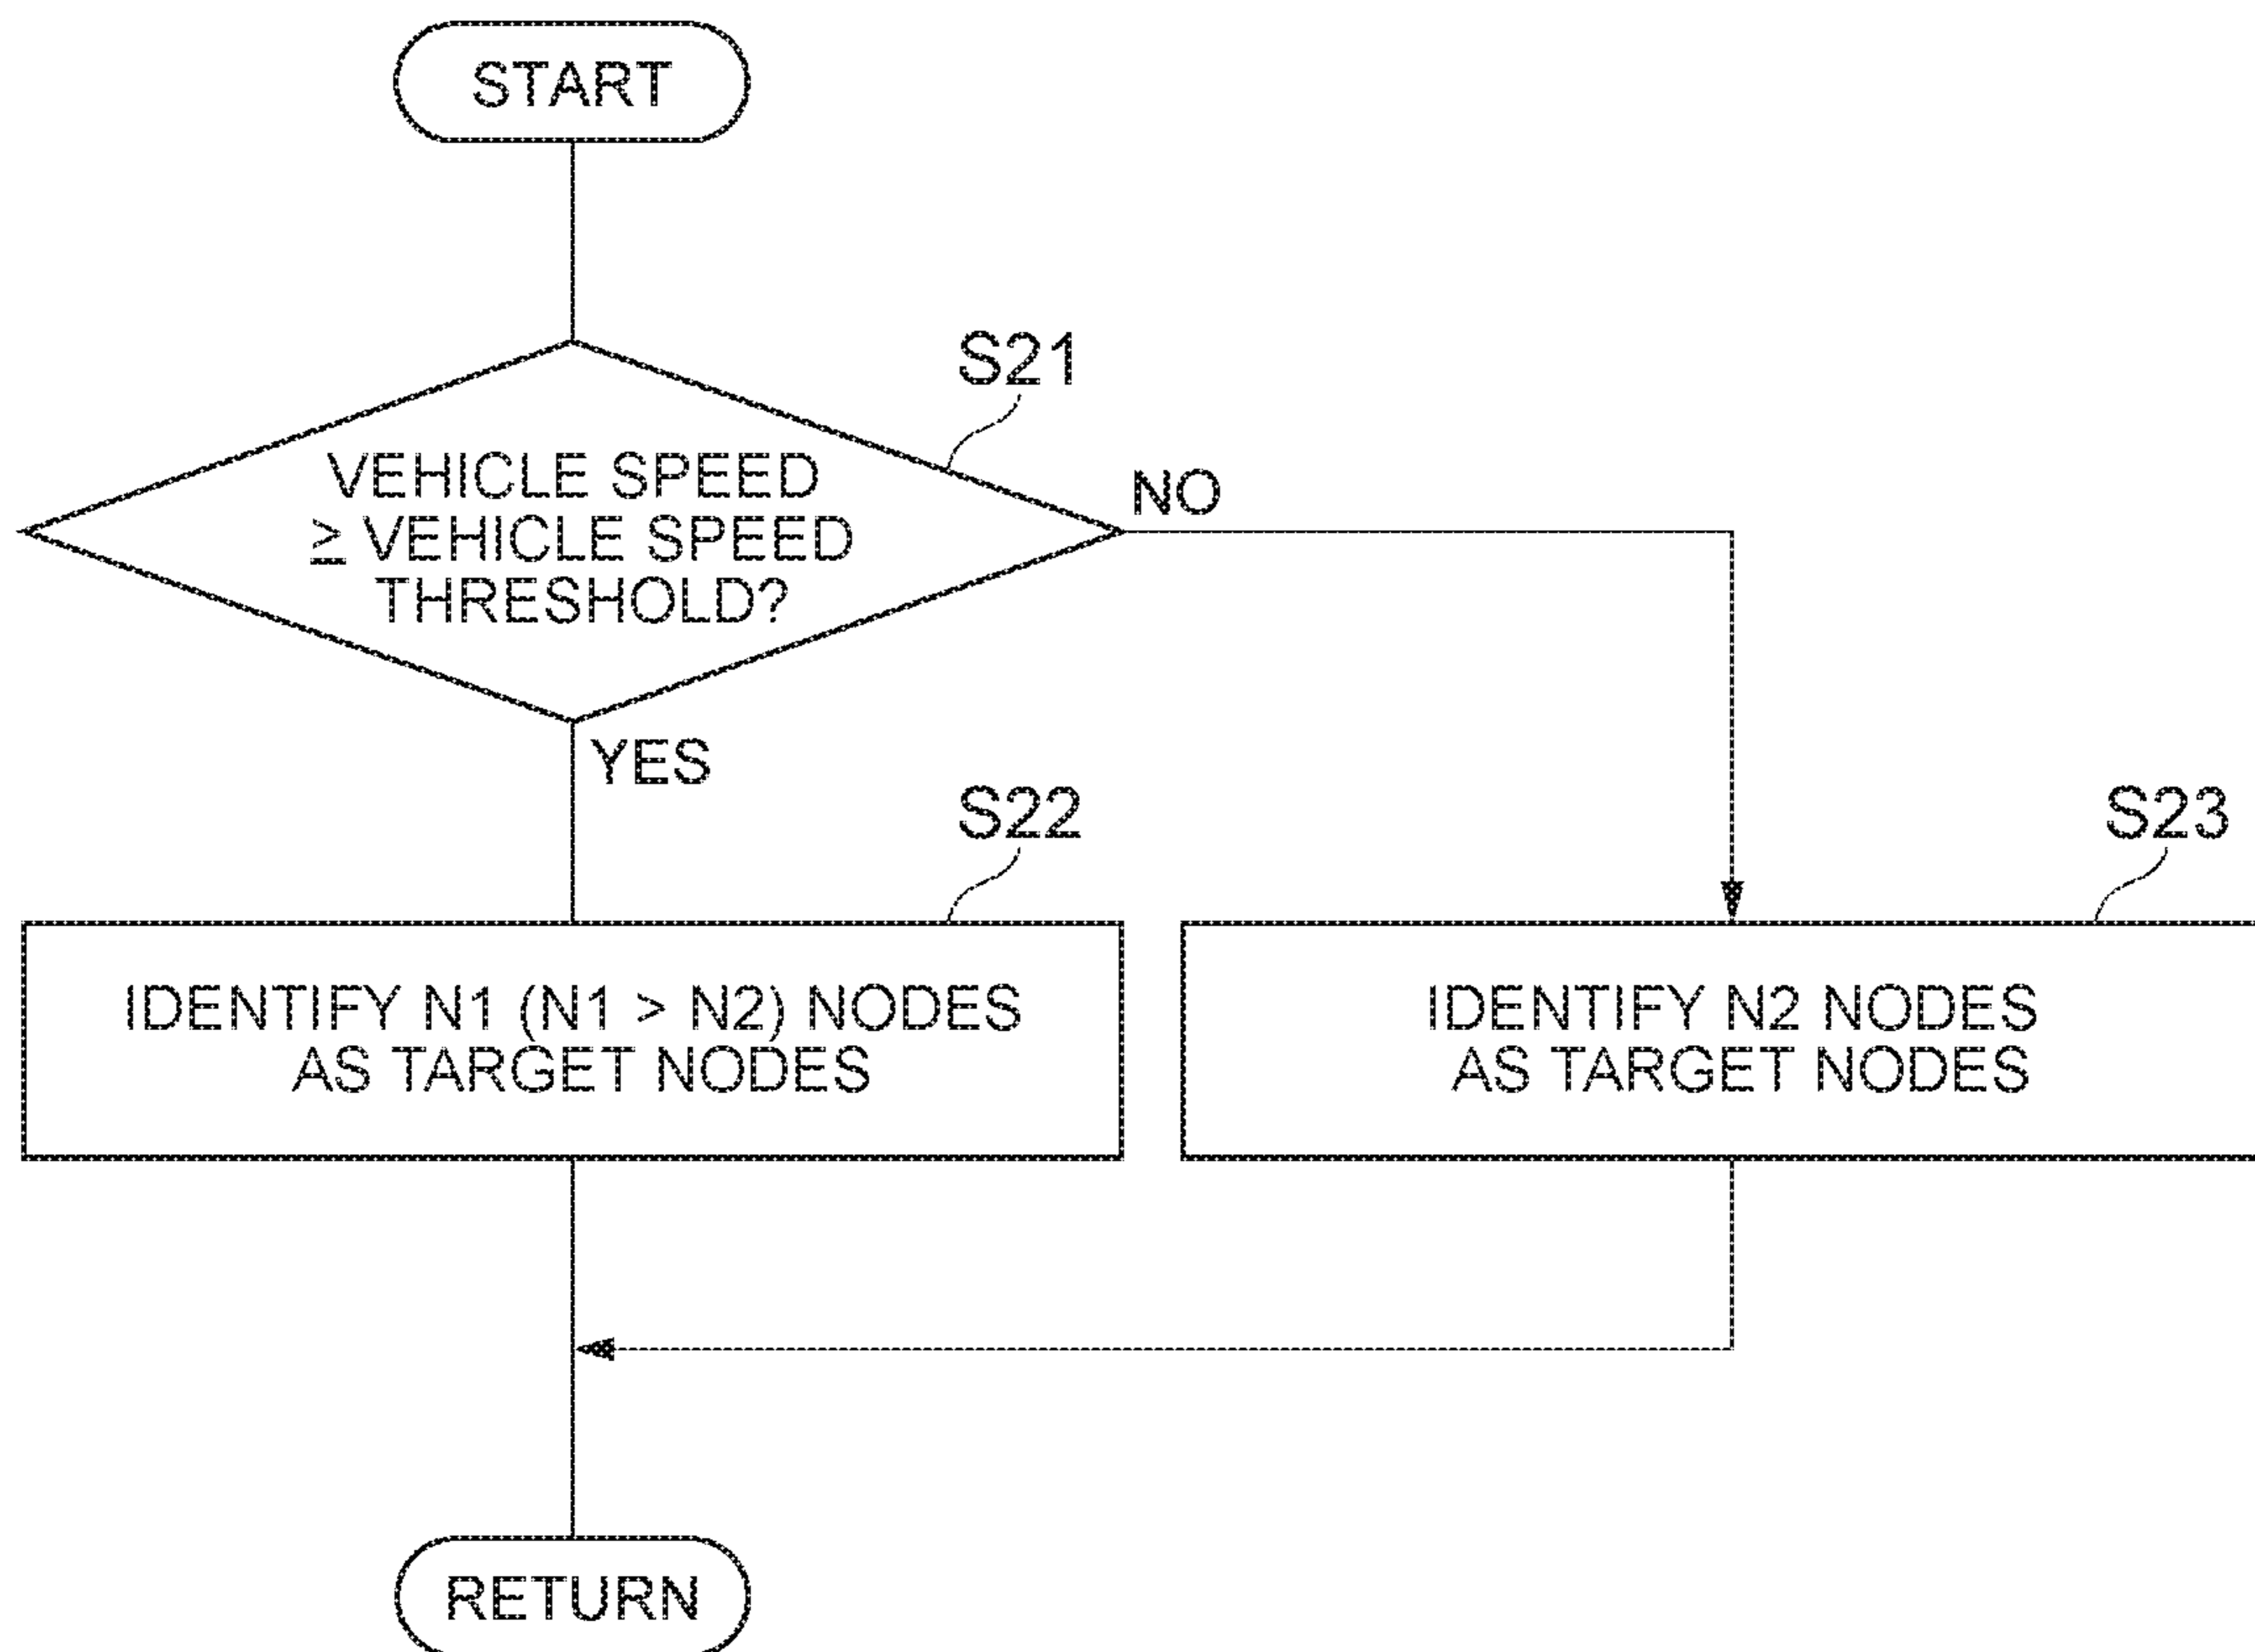 START
S21
VEHICLE SPEED
≥ VEHICLE SPEED
THRESHOLD?
NO
YES
S22
S23
IDENTIFY N1 (N1 > N2) NODES
AS TARGET NODES
IDENTIFY N2 NODES
AS TARGET NODES
RETURN